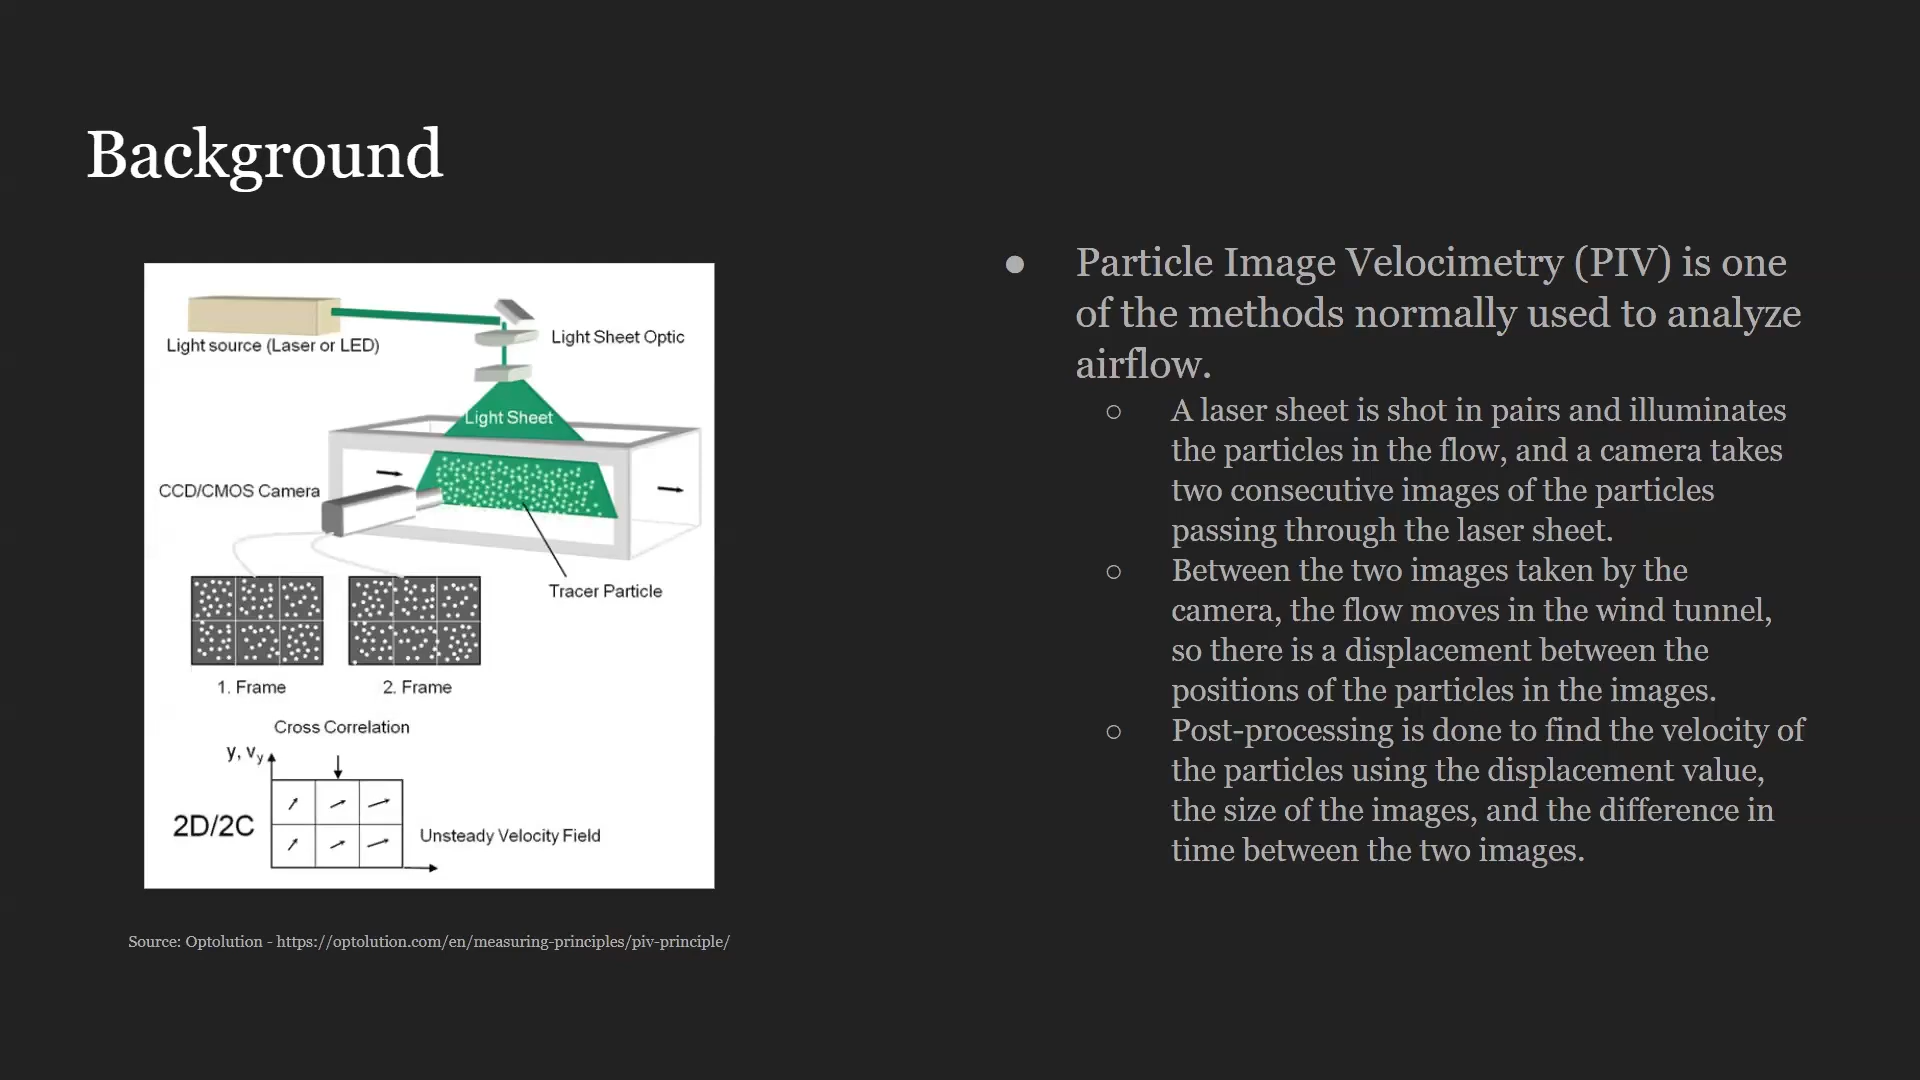 Background
Light source (Laser or LED)
Light Sheet Optic
Light Sheet
CCD/CMOS Camera
Tracer Particle
1. Frame
2. Frame
Cross Correlation
y, vy
2D/2C
Unsteady Velocity Field
Source: Optolution - https://optolution.com/en/measuring-principles/piv-principle/
● Particle Image Velocimetry (PIV) is one
of the methods normally used to analyze
airflow.
○ A laser sheet is shot in pairs and illuminates
the particles in the flow, and a camera takes
two consecutive images of the particles
passing through the laser sheet.
○ Between the two images taken by the
camera, the flow moves in the wind tunnel,
so there is a displacement between the
positions of the particles in the images.
○ Post-processing is done to find the velocity of
the particles using the displacement value,
the size of the images, and the difference in
time between the two images.